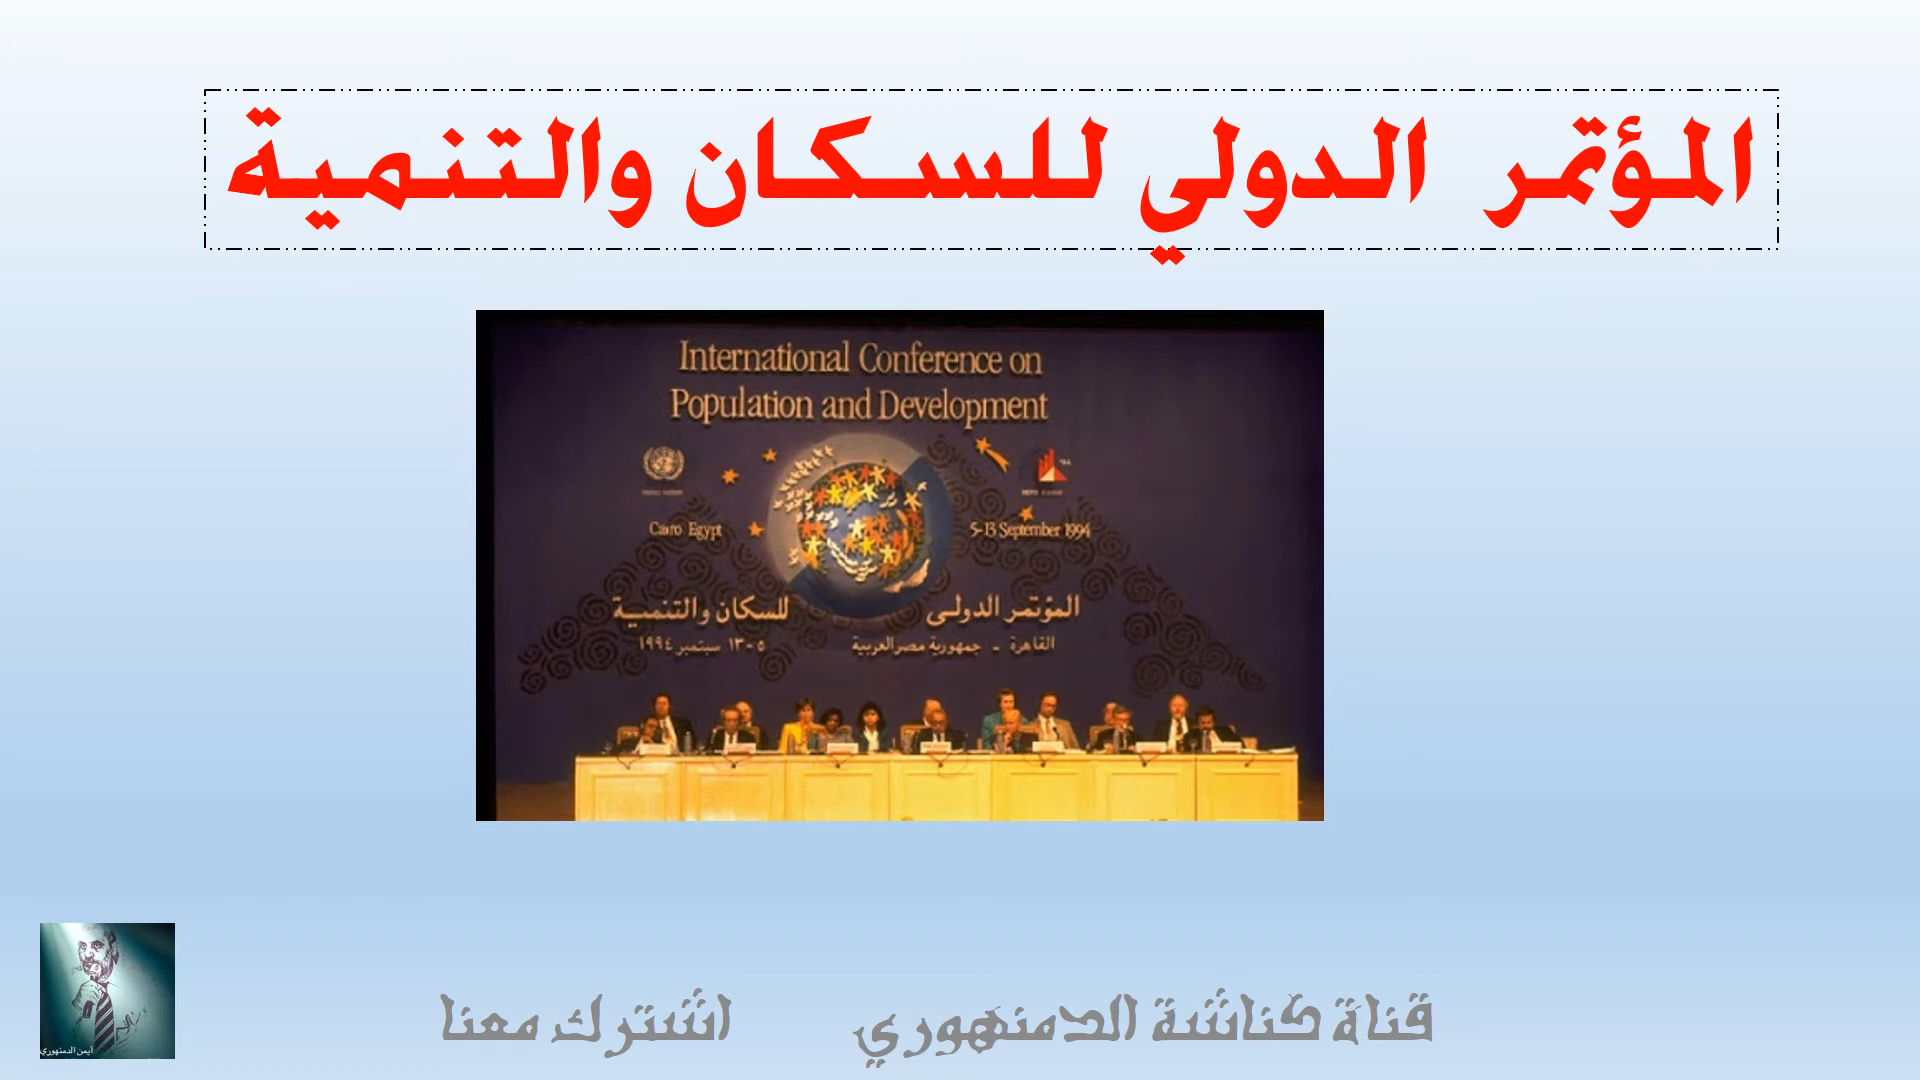 المؤتمر الدولي للسكان والتنمية
International Conference on
Population and Development
Cairo Egypt
5-13 September 1994
المؤتمر الدولى للسكان والتنمية
القاهرة - جمهورية مصر العربية
٥-١٣ سبتمبر ١٩٩٤
قناة كناشة الدمنهوري اشترك معنا
أيمن الدمنهوري